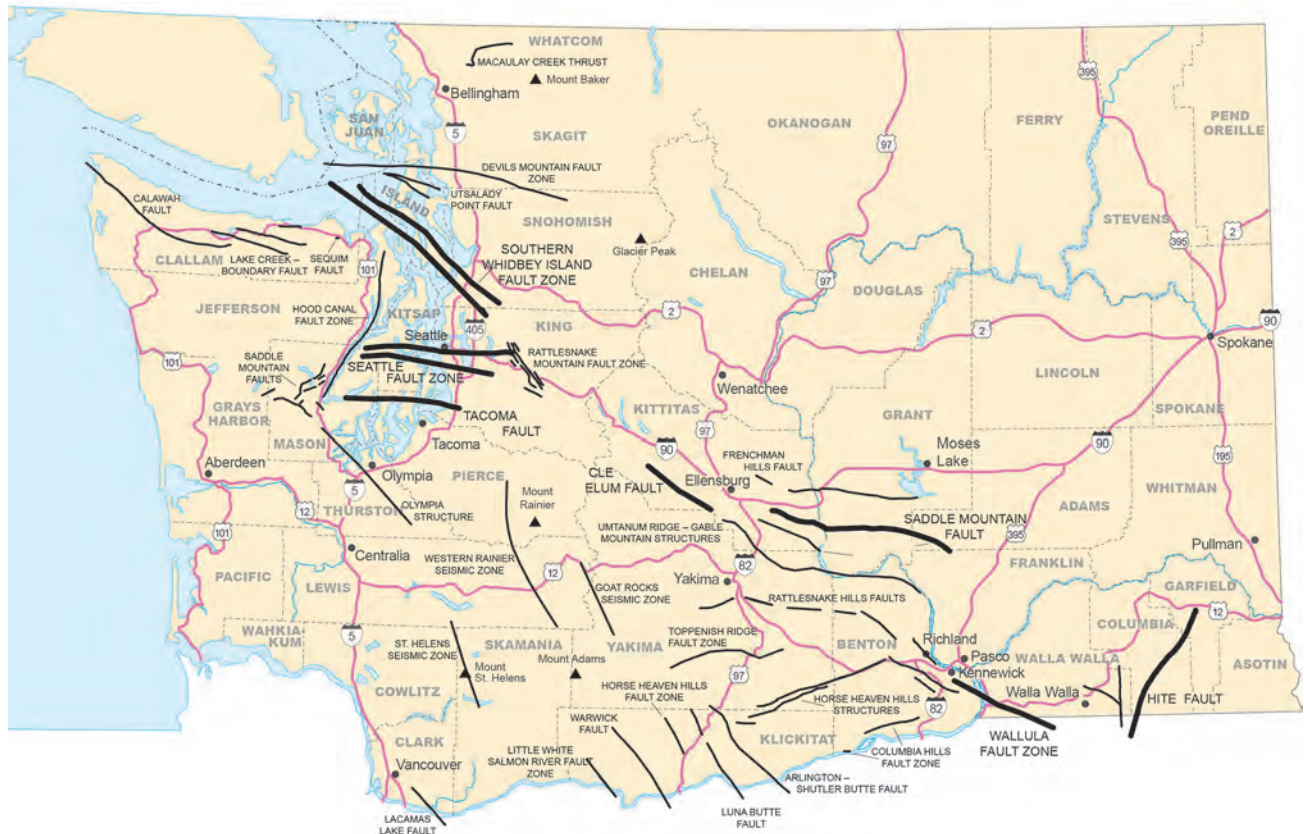 WHATCOM
MACAULAY CREEK THRUST
Mount Baker
Bellingham
SAN
JUAN
5
SKAGIT
OKANOGAN
97
FERRY
395
PEND
OREILLE
DEVILS MOUNTAIN FAULT
ZONE
ISLAND
UTSALADY
POINT FAULT
CALAWAH
FAULT
SNOHOMISH
STEVENS
395
2
CLALLAM
LAKE CREEK –
BOUNDARY FAULT
SEQUIM
FAULT
101
SOUTHERN
WHIDBEY ISLAND
FAULT ZONE
Glacier Peak
CHELAN
97
DOUGLAS
JEFFERSON
HOOD CANAL
FAULT ZONE
KITSAP
405
KING
2
2
90
Seattle
Spokane
101
SADDLE
MOUNTAIN
FAULTS
SEATTLE
FAULT ZONE
RATTLESNAKE
MOUNTAIN FAULT ZONE
Wenatchee
LINCOLN
GRAYS
HARBOR
KITTITAS
GRANT
SPOKANE
MASON
TACOMA
FAULT
Tacoma
97
90
Moses
Lake
90
195
Aberdeen
Olympia
PIERCE
CLE
ELUM FAULT
FRENCHMAN
HILLS FAULT
Ellensburg
WHITMAN
5
12
THURSTON
OLYMPIA
STRUCTURE
Mount
Rainier
UMTANUM RIDGE – GABLE
MOUNTAIN STRUCTURES
SADDLE MOUNTAIN
FAULT
ADAMS
395
101
Centralia
WESTERN RAINIER
SEISMIC ZONE
12
82
Pullman
PACIFIC
LEWIS
GOAT ROCKS
SEISMIC ZONE
Yakima
RATTLESNAKE HILLS FAULTS
FRANKLIN
GARFIELD
12
WAHKIA-
KUM
5
ST. HELENS
SEISMIC ZONE
SKAMANIA
YAKIMA
TOPPENISH RIDGE
FAULT ZONE
BENTON
Richland
Pasco
Kennewick
COLUMBIA
WALLA WALLA
ASOTIN
Mount
St. Helens
Mount Adams
97
COWLITZ
HORSE HEAVEN HILLS
FAULT ZONE
HORSE HEAVEN HILLS
STRUCTURES
82
Walla Walla
HITE FAULT
WARWICK
FAULT
KLICKITAT
WALLULA
FAULT ZONE
CLARK
LITTLE WHITE
SALMON RIVER FAULT
ZONE
COLUMBIA HILLS
FAULT ZONE
Vancouver
ARLINGTON –
SHUTLER BUTTE FAULT
LUNA BUTTE
FAULT
LACAMAS
LAKE FAULT